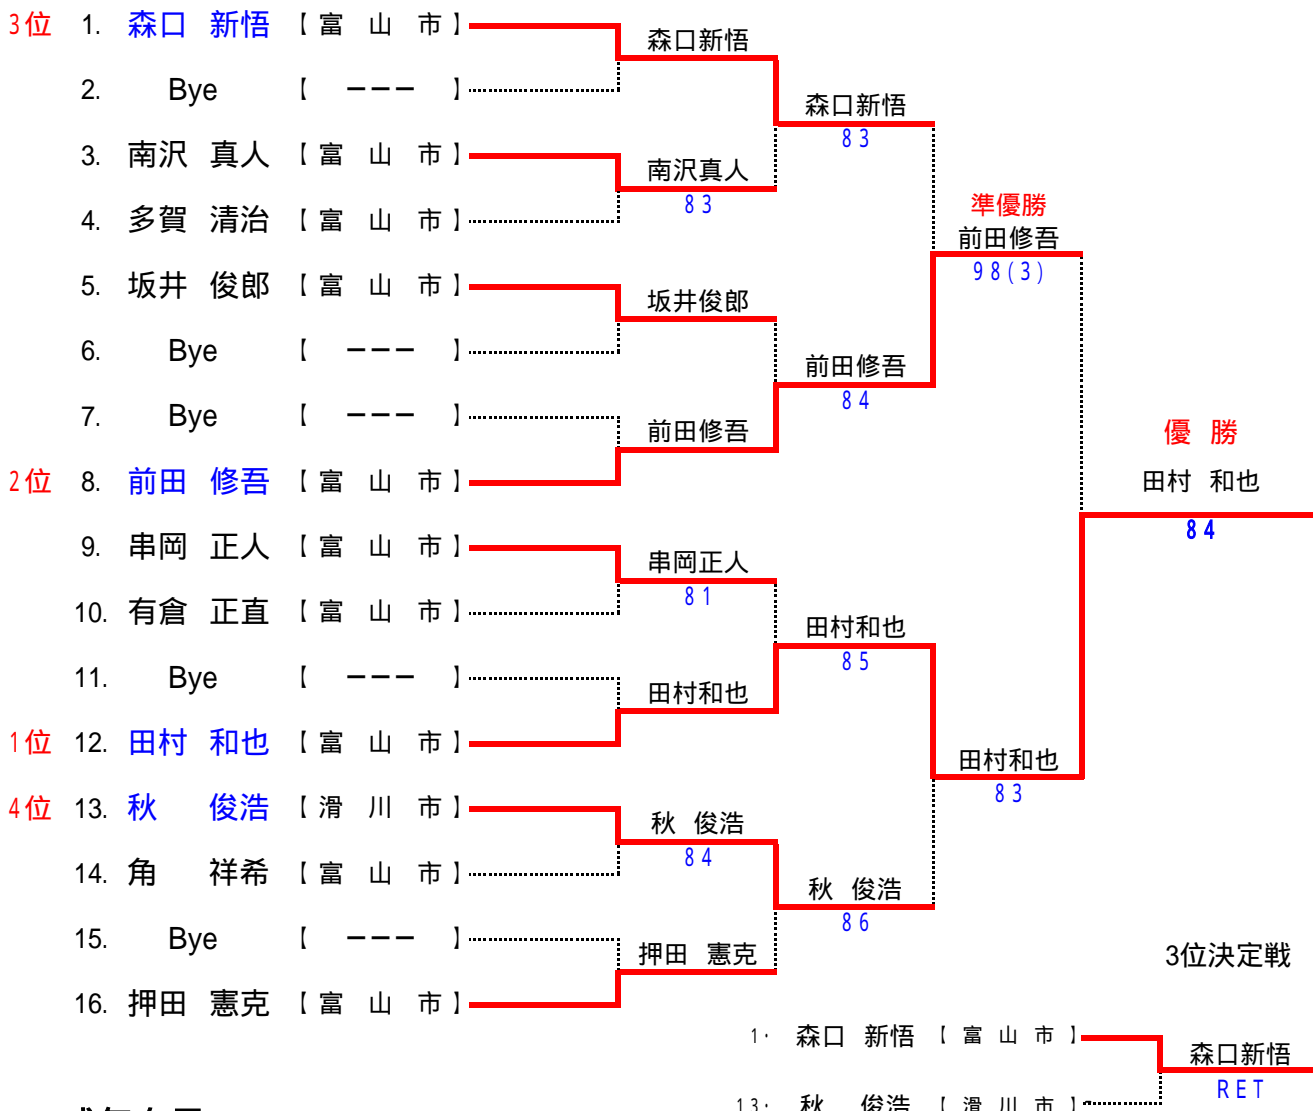 3位 1. 森口 新悟 【 富 山 市 】
森口新悟
2. Bye 【 －－－ 】
森口新悟
83
3. 南沢 真人 【 富 山 市 】
南沢真人
83
4. 多賀 清治 【 富 山 市 】
準優勝
前田修吾
98(3)
5. 坂井 俊郎 【 富 山 市 】
坂井俊郎
6. Bye 【 －－－ 】
前田修吾
84
7. Bye 【 －－－ 】
前田修吾
優 勝
2位 8. 前田 修吾 【 富 山 市 】
田村 和也
84
9. 串岡 正人 【 富 山 市 】
串岡正人
81
10. 有倉 正直 【 富 山 市 】
田村和也
85
11. Bye 【 －－－ 】
田村和也
1位 12. 田村 和也 【 富 山 市 】
田村和也
83
4位 13. 秋 俊浩 【 滑 川 市 】
秋 俊浩
84
14. 角 祥希 【 富 山 市 】
秋 俊浩
86
15. Bye 【 －－－ 】
押田 憲克
3位決定戦
16. 押田 憲克 【 富 山 市 】
1. 森口 新悟 【 富 山 市 】
森口新悟
RET
13. 秋 俊浩 【 滑 川 市 】